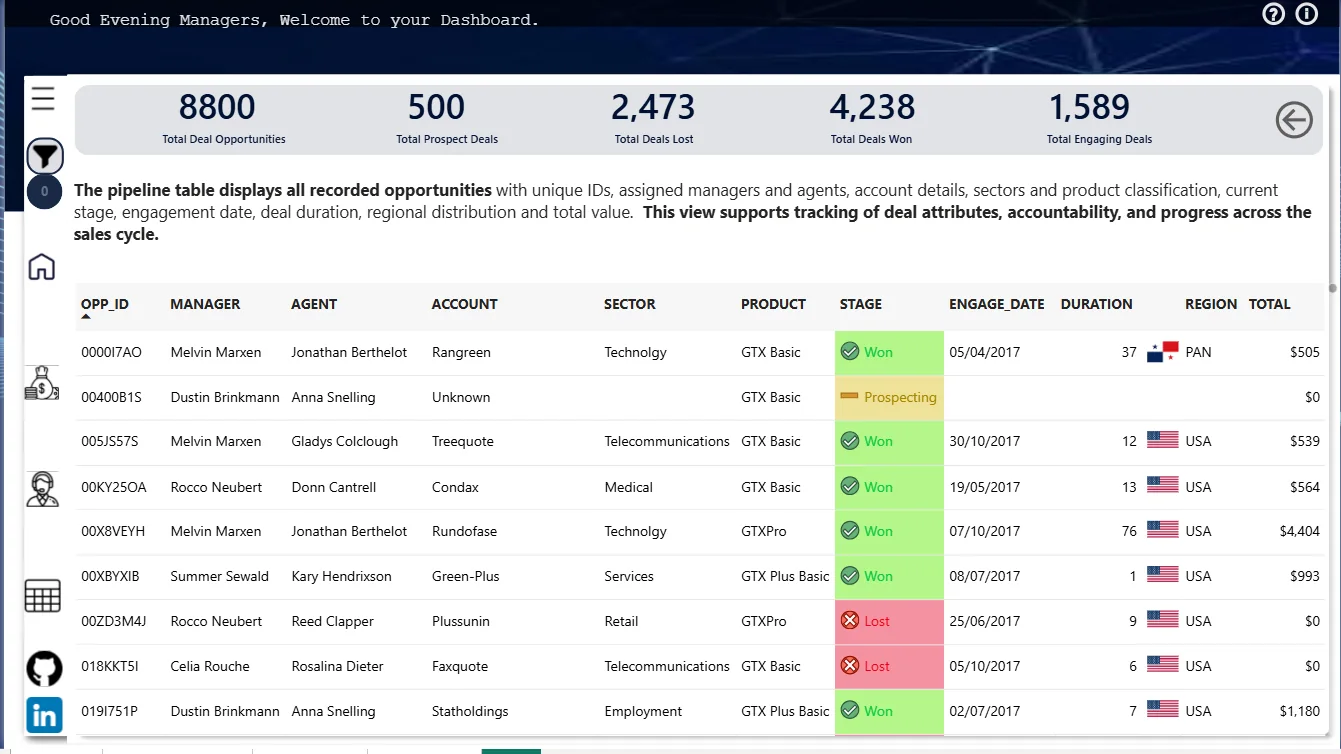 Good Evening Managers, Welcome to your Dashboard.
8800 500 2,473 4,238 1,589
Total Deal Opportunities Total Prospect Deals Total Deals Lost Total Deals Won Total Engaging Deals
0
The pipeline table displays all recorded opportunities with unique IDs, assigned managers and agents, account details, sectors and product classification, current
stage, engagement date, deal duration, regional distribution and total value. This view supports tracking of deal attributes, accountability, and progress across the
sales cycle.
OPP_ID MANAGER AGENT ACCOUNT SECTOR PRODUCT STAGE ENGAGE_DATE DURATION REGION TOTAL
0000I7AO Melvin Marxen Jonathan Berthelot Rangreen Technolgy GTX Basic Won 05/04/2017 37 PAN $505
00400B1S Dustin Brinkmann Anna Snelling Unknown GTX Basic Prospecting $0
005JS57S Melvin Marxen Gladys Colclough Treequote Telecommunications GTX Basic Won 30/10/2017 12 USA $539
00KY25OA Rocco Neubert Donn Cantrell Condax Medical GTX Basic Won 19/05/2017 13 USA $564
00X8VEYH Melvin Marxen Jonathan Berthelot Rundofase Technolgy GTXPro Won 07/10/2017 76 USA $4,404
00XBYXIB Summer Sewald Kary Hendrixson Green-Plus Services GTX Plus Basic Won 08/07/2017 1 USA $993
00ZD3M4J Rocco Neubert Reed Clapper Plussunin Retail GTXPro Lost 25/06/2017 9 USA $0
018KKT5I Celia Rouche Rosalina Dieter Faxquote Telecommunications GTX Basic Lost 05/10/2017 6 USA $0
019I751P Dustin Brinkmann Anna Snelling Statholdings Employment GTX Plus Basic Won 02/07/2017 7 USA $1,180
in